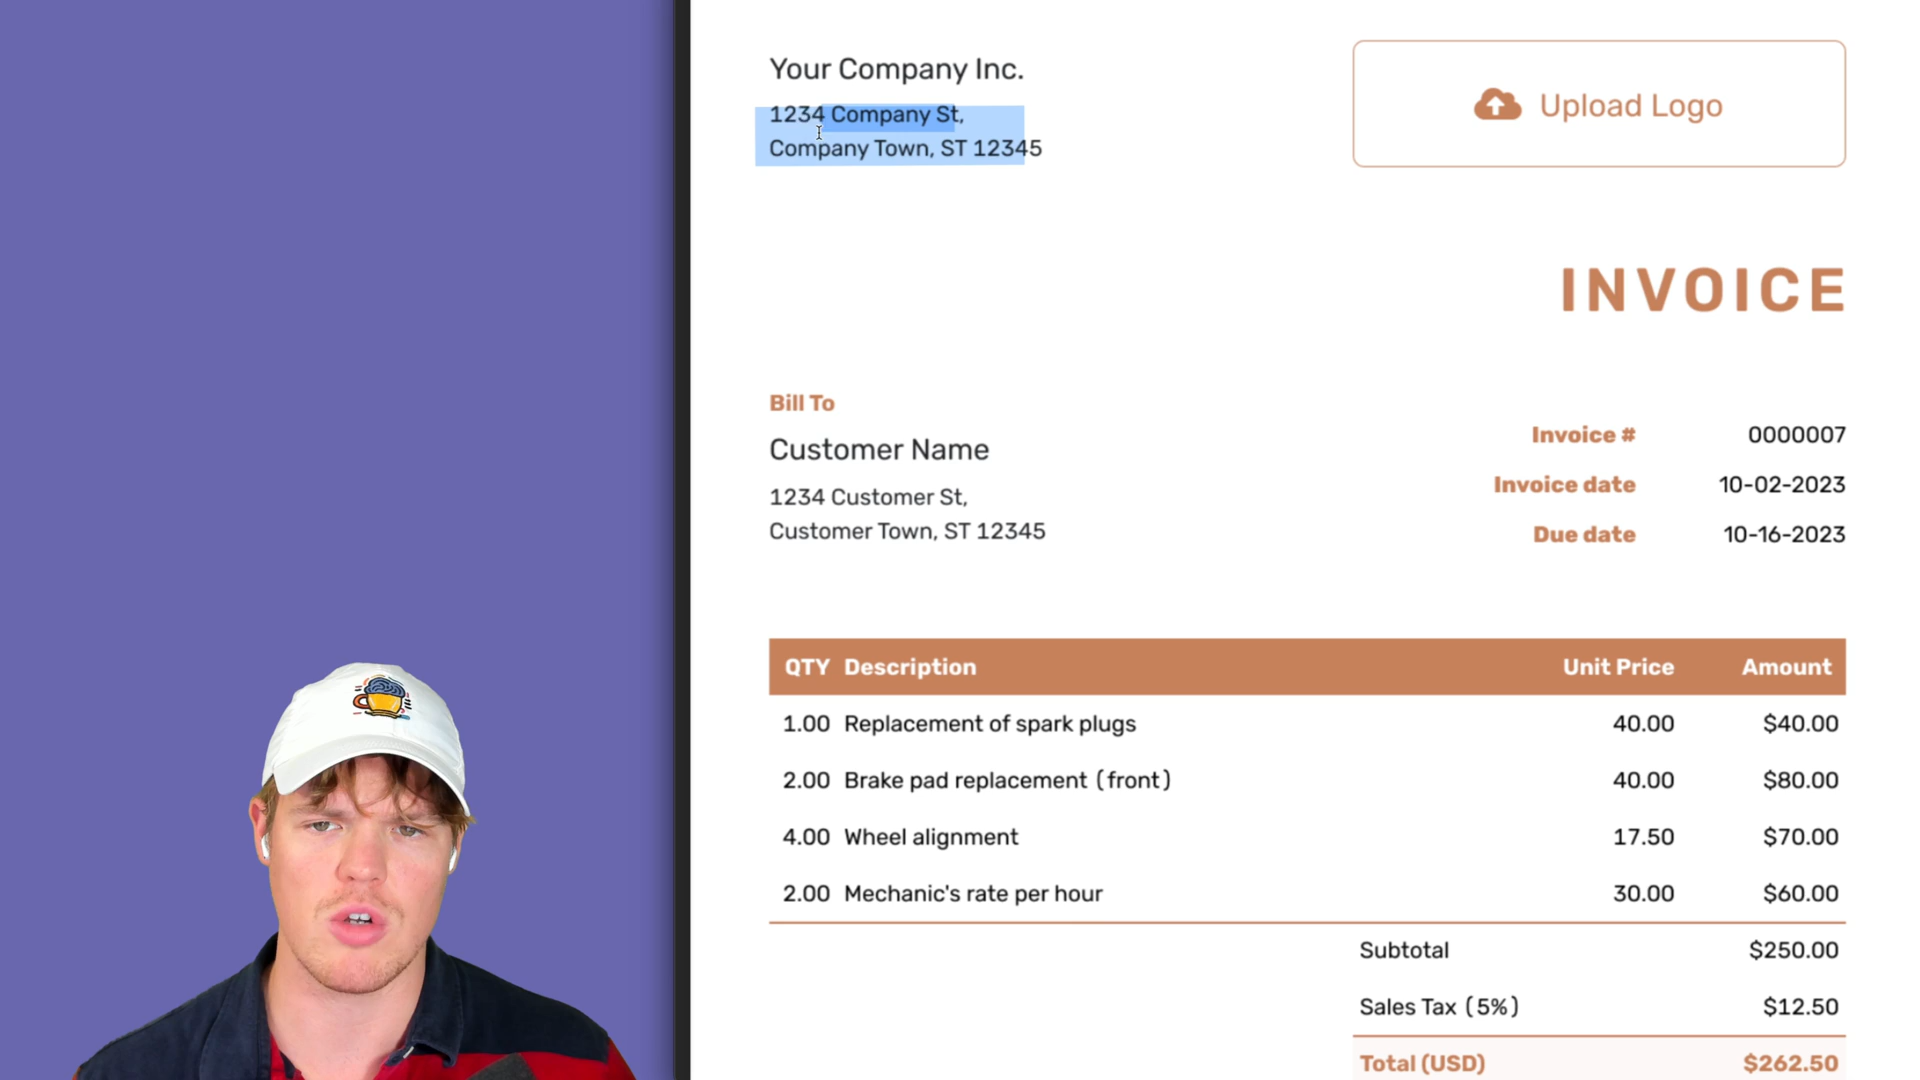 Your Company Inc.
1234 Company St,
Company Town, ST 12345
Upload Logo
INVOICE
Bill To
Customer Name
1234 Customer St,
Customer Town, ST 12345
Invoice # 0000007
Invoice date 10-02-2023
Due date 10-16-2023
QTY Description Unit Price Amount
1.00 Replacement of spark plugs 40.00 $40.00
2.00 Brake pad replacement (front) 40.00 $80.00
4.00 Wheel alignment 17.50 $70.00
2.00 Mechanic's rate per hour 30.00 $60.00
Subtotal $250.00
Sales Tax (5%) $12.50
Total (USD) $262.50